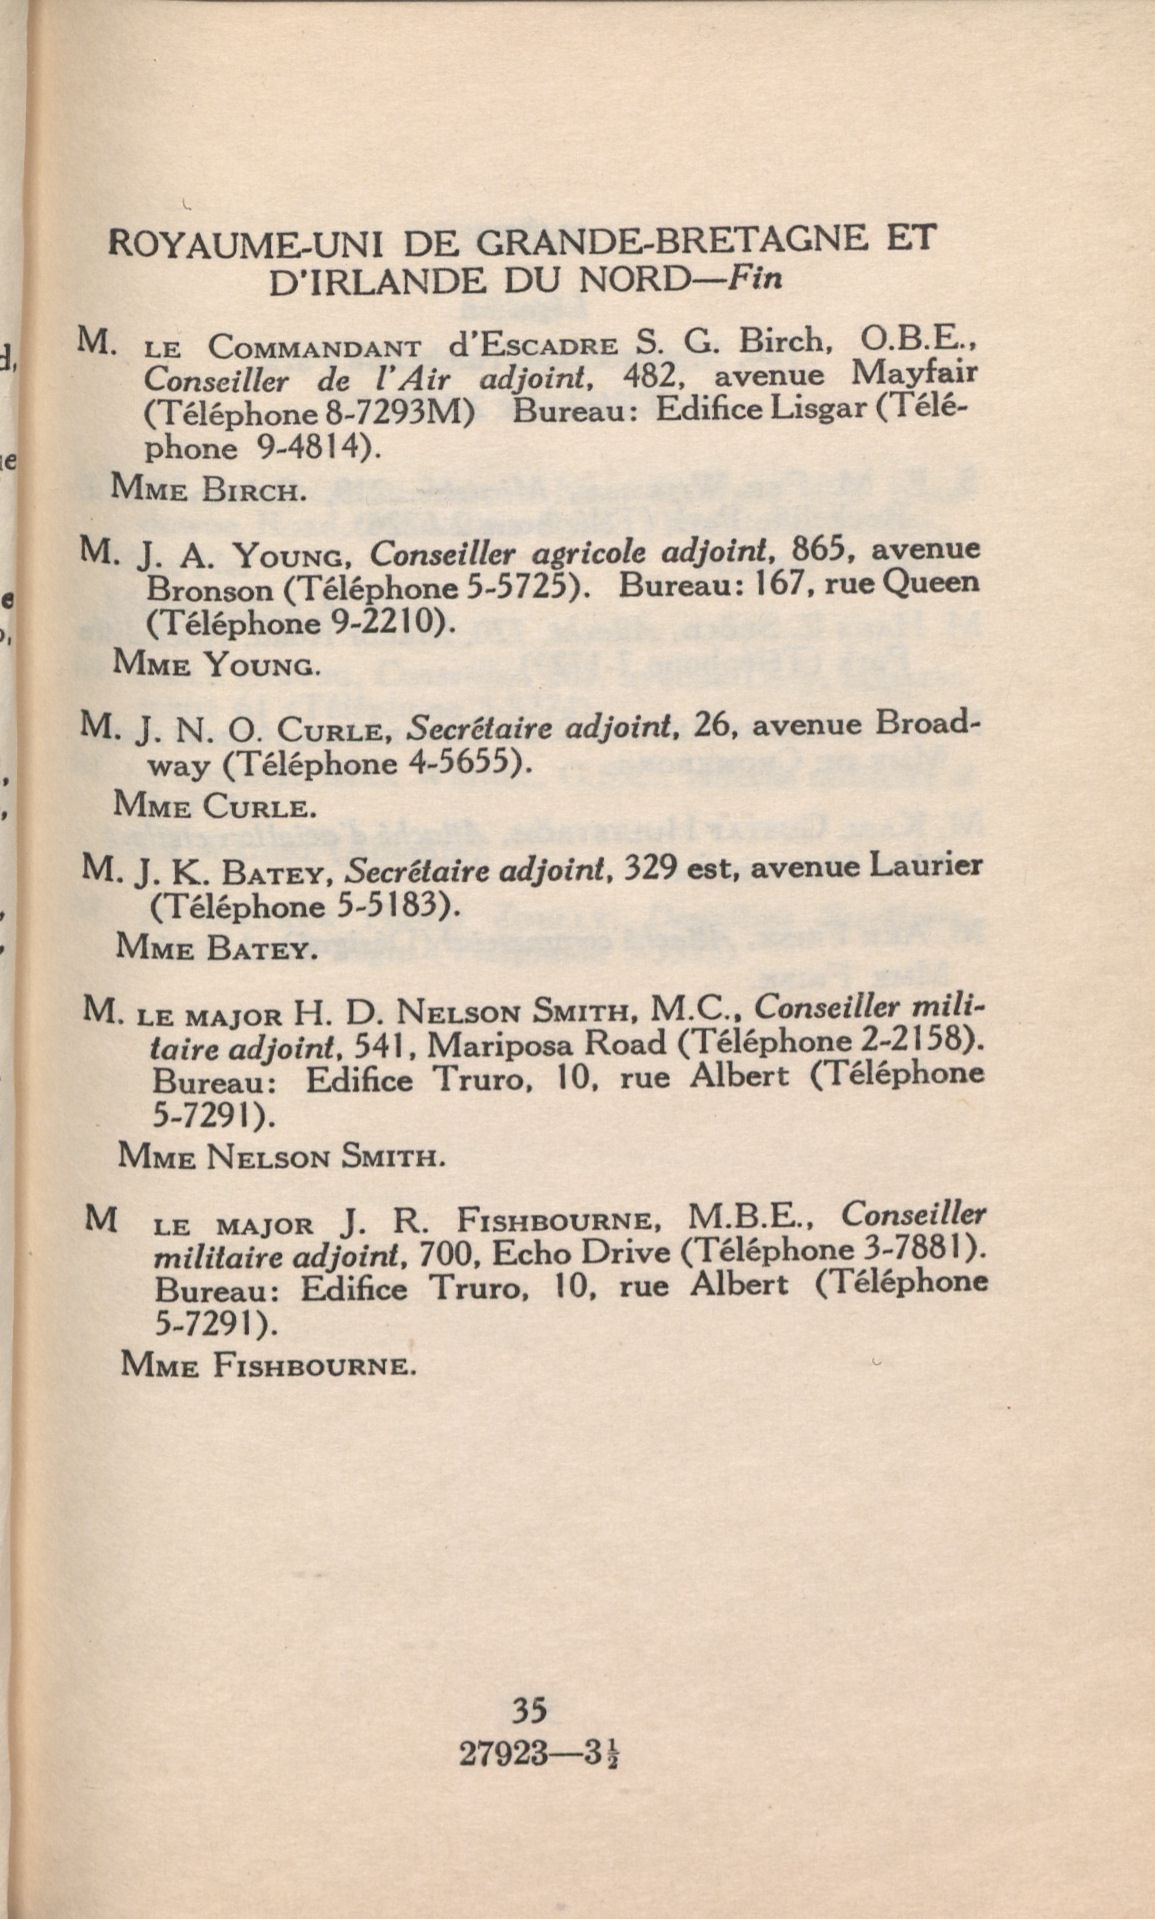 ROYAUME-UNI DE GRANDE-BRETAGNE ET
D'IRLANDE DU NORD—Fin
M. LE COMMANDANT d'ESCADRE S. G. Birch, O.B.E.,
Conseiller de l'Air adjoint, 482, avenue Mayfair
(Téléphone 8-7293M) Bureau: Edifice Lisgar (Télé-
phone 9-4814).
MME BIRCH.
M. J. A. YOUNG, Conseiller agricole adjoint, 865, avenue
Bronson (Téléphone 5-5725). Bureau: 167, rue Queen
(Téléphone 9-2210).
MME YOUNG.
M. J. N. O. CURLE, Secrétaire adjoint, 26, avenue Broad-
way (Téléphone 4-5655).
MME CURLE.
M. J. K. BATEY, Secrétaire adjoint, 329 est, avenue Laurier
(Téléphone 5-5183).
MME BATEY.
M. LE MAJOR H. D. NELSON SMITH, M.C., Conseiller mili-
taire adjoint, 541, Mariposa Road (Téléphone 2-2158).
Bureau: Edifice Truro, 10, rue Albert (Téléphone
5-7291).
MME NELSON SMITH.
M LE MAJOR J. R. FISHBOURNE, M.B.E., Conseiller
militaire adjoint, 700, Echo Drive (Téléphone 3-7881).
Bureau: Edifice Truro, 10, rue Albert (Téléphone
5-7291).
MME FISHBOURNE.
35
27923—3½